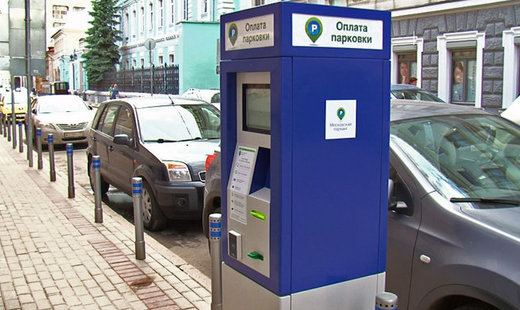 P
Оплата
парковки
P
Оплата
парковки
Московский
паркинг